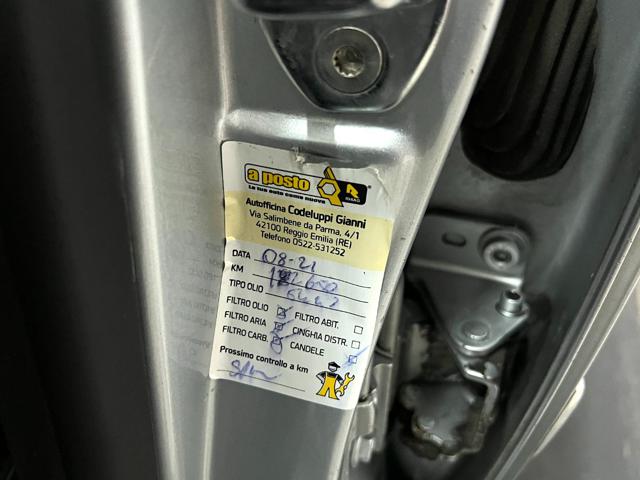 a posto
La tua auto come nuova
Autofficina Codeluppi Gianni
Via Salimbene da Parma, 4/1
42100 Reggio Emilia (RE)
Telefono 0522-531252
DATA 08-21
KM
TIPO OLIO
FILTRO OLIO FILTRO ABIT.
FILTRO ARIA CINGHIA DISTR.
FILTRO CARB. CANDELE
Prossimo controllo a km